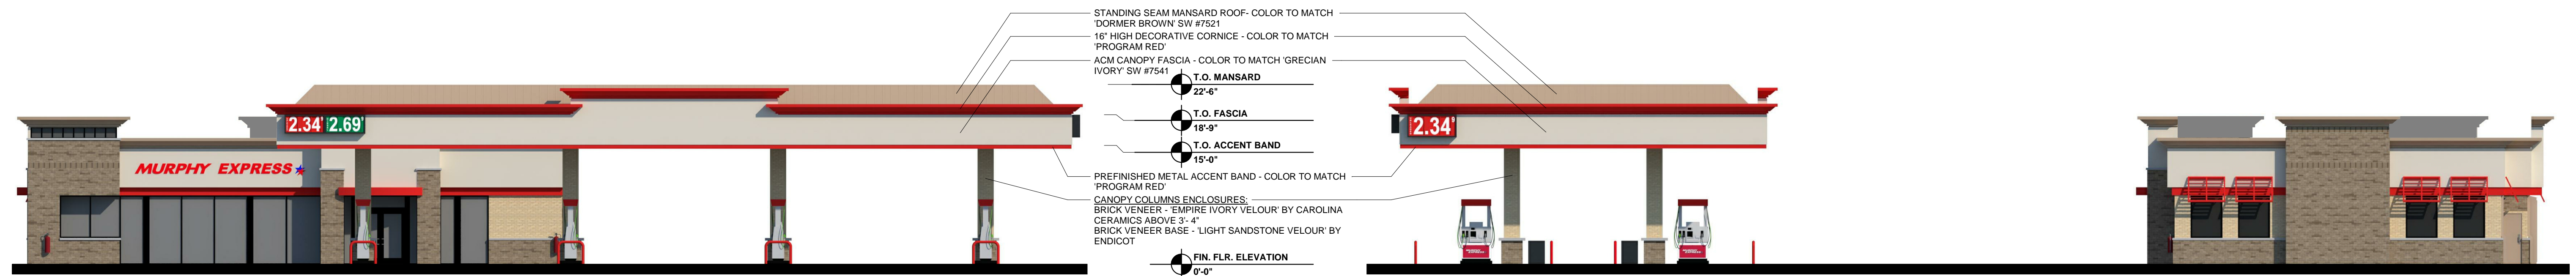 STANDING SEAM MANSARD ROOF- COLOR TO MATCH
'DORMER BROWN' SW #7521
16" HIGH DECORATIVE CORNICE - COLOR TO MATCH
'PROGRAM RED'
ACM CANOPY FASCIA - COLOR TO MATCH 'GRECIAN
IVORY' SW #7541
T.O. MANSARD
22'-6"
T.O. FASCIA
18'-9"
T.O. ACCENT BAND
15'-0"
PREFINISHED METAL ACCENT BAND - COLOR TO MATCH
'PROGRAM RED'
CANOPY COLUMNS ENCLOSURES:
BRICK VENEER - 'EMPIRE IVORY VELOUR' BY CAROLINA
CERAMICS ABOVE 3'- 4"
BRICK VENEER BASE - 'LIGHT SANDSTONE VELOUR' BY
ENDICOT
FIN. FLR. ELEVATION
0'-0"
2.34 2.69
MURPHY EXPRESS
2.34